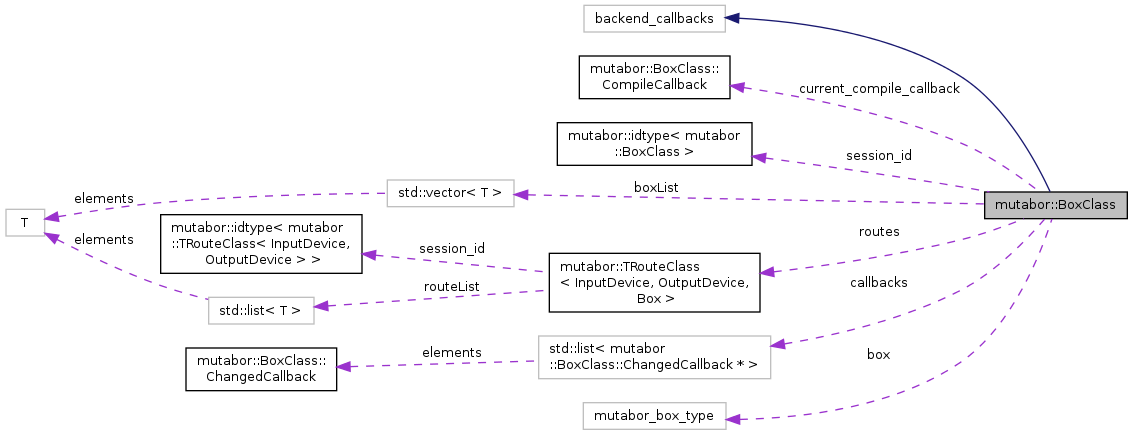 backend_callbacks
mutabor::BoxClass::
CompileCallback
current_compile_callback
mutabor::idtype< mutabor
::BoxClass >
session_id
std::vector< T >
boxList
elements
mutabor::BoxClass
T
mutabor::idtype< mutabor
::TRouteClass< InputDevice,
OutputDevice > >
elements
session_id
routes
mutabor::TRouteClass
< InputDevice, OutputDevice,
Box >
routeList
callbacks
std::list< T >
std::list< mutabor
::BoxClass::ChangedCallback * >
elements
box
mutabor::BoxClass::
ChangedCallback
mutabor_box_type